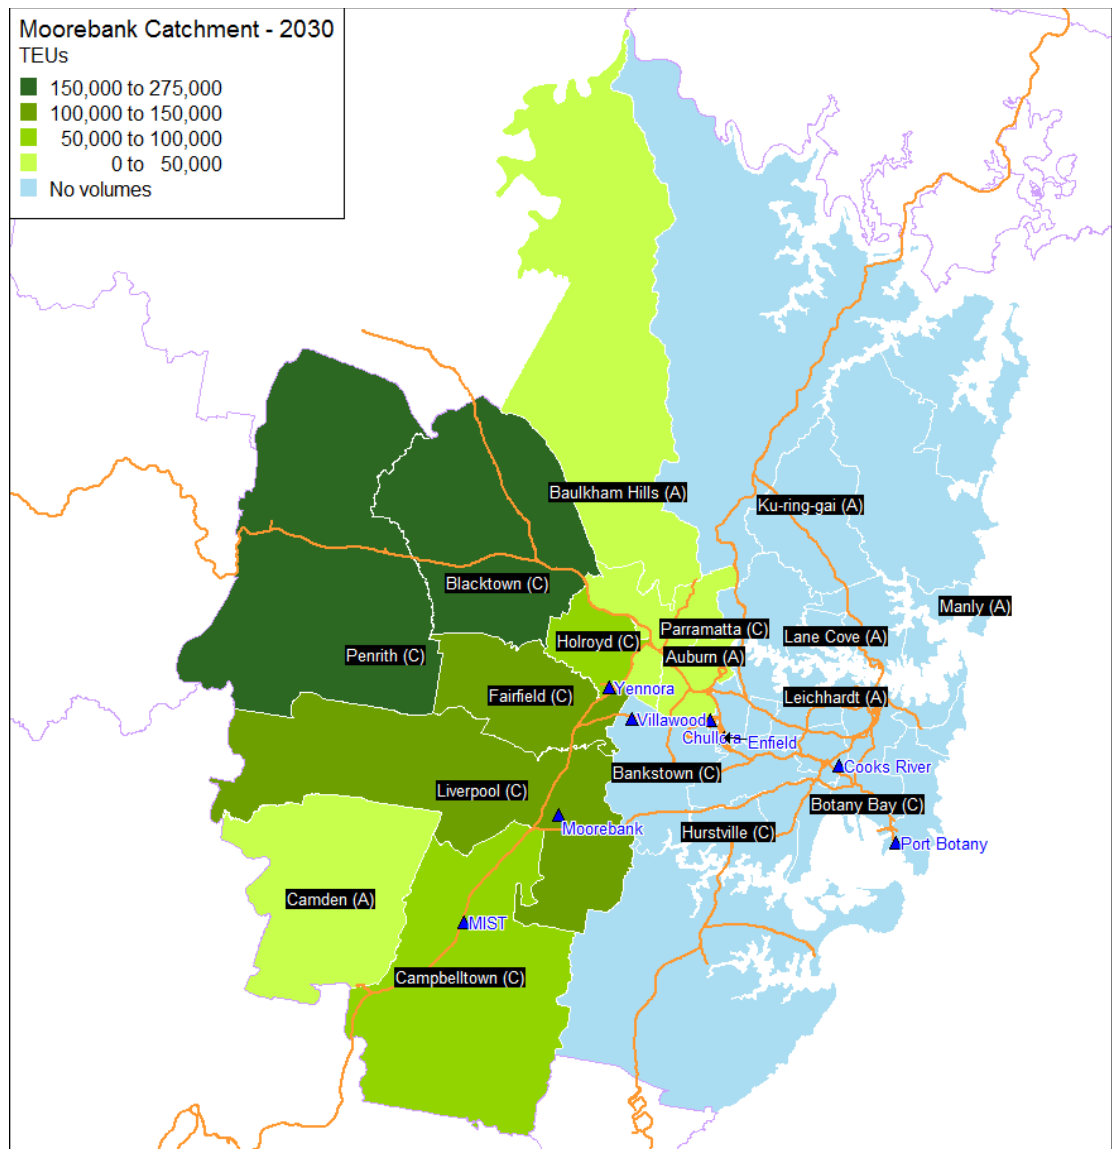 Moorebank Catchment - 2030
TEUs
150,000 to 275,000
100,000 to 150,000
50,000 to 100,000
0 to 50,000
No volumes
Baulkham Hills (A)
Ku-ring-gai (A)
Blacktown (C)
Manly (A)
Parramatta (C)
Lane Cove (A)
Holroyd (C)
Penrith (C)
Auburn (A)
Yennora
Fairfield (C)
Leichhardt (A)
Villawood
Chullora
Enfield
Bankstown (C)
Cooks River
Liverpool (C)
Botany Bay (C)
Moorebank
Hurstville (C)
Port Botany
Camden (A)
MIST
Campbelltown (C)